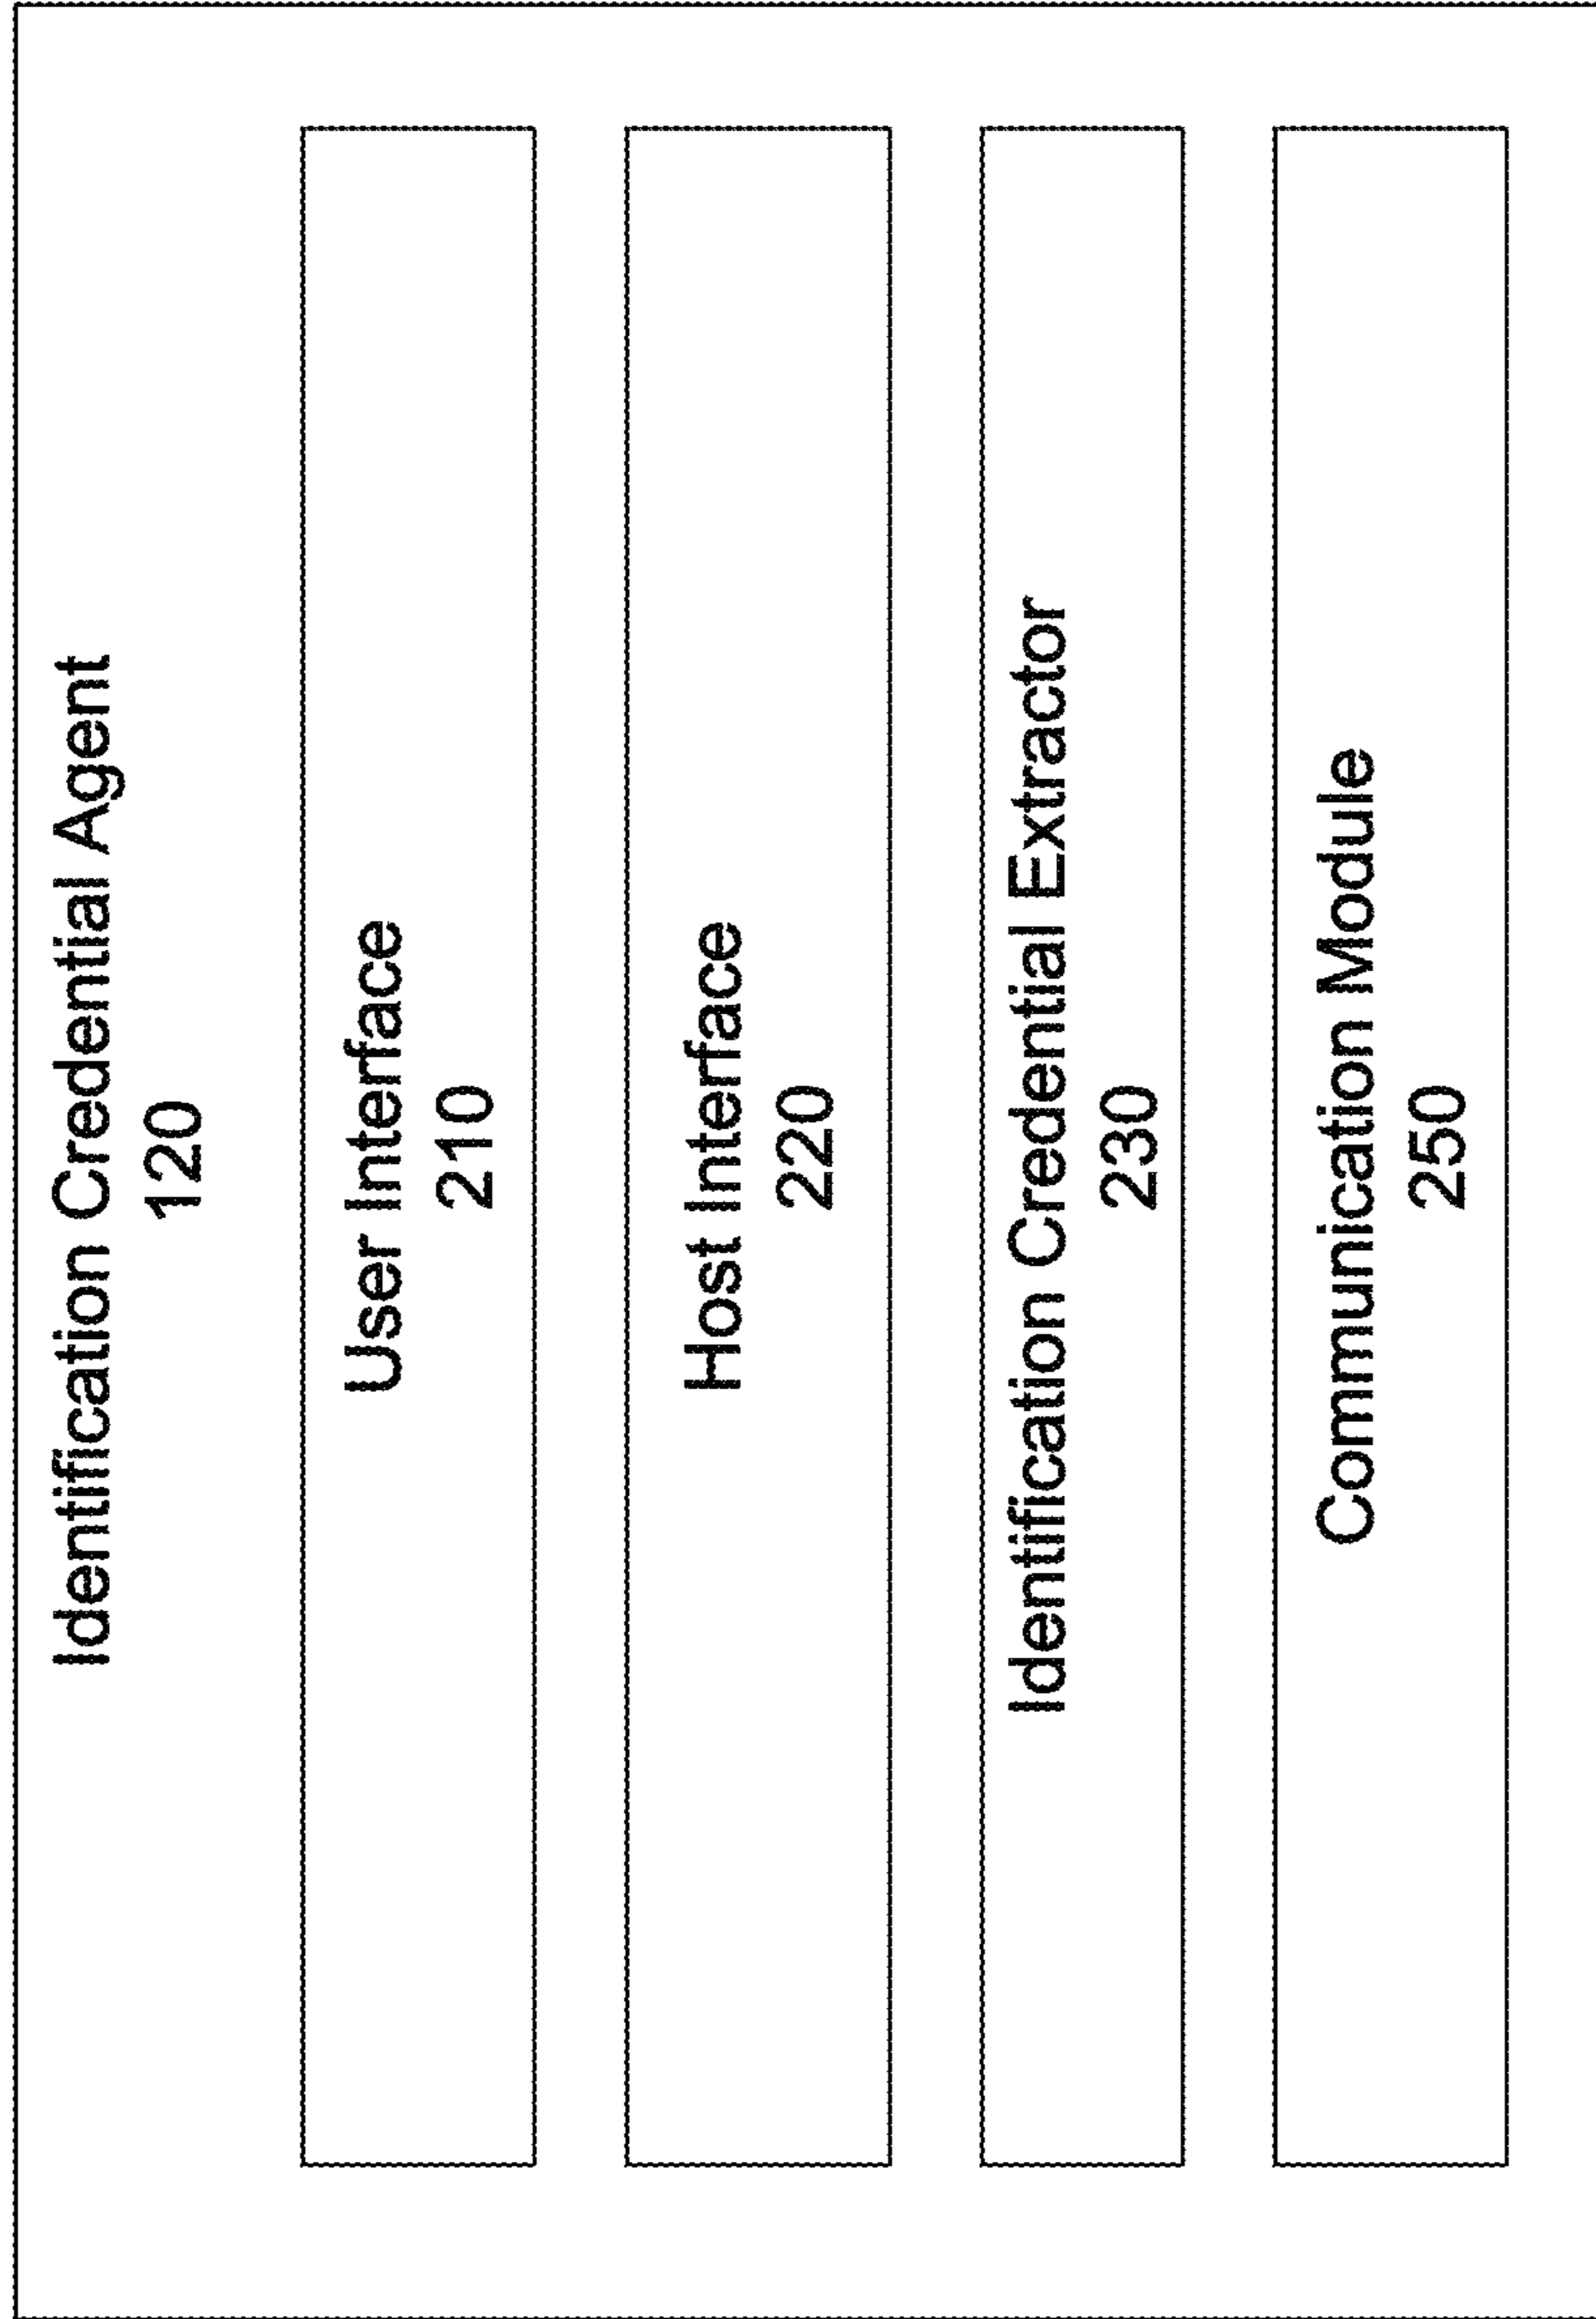 Identification Credential Agent
120
User Interface
210
Host Interface
220
Identification Credential Extractor
230
Communication Module
250